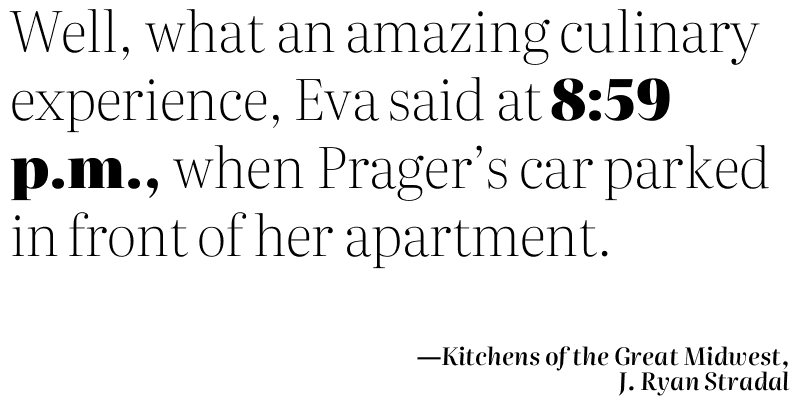 Well, what an amazing culinary
experience, Eva said at 8:59
p.m., when Prager’s car parked
in front of her apartment.
—Kitchens of the Great Midwest,
J. Ryan Stradal